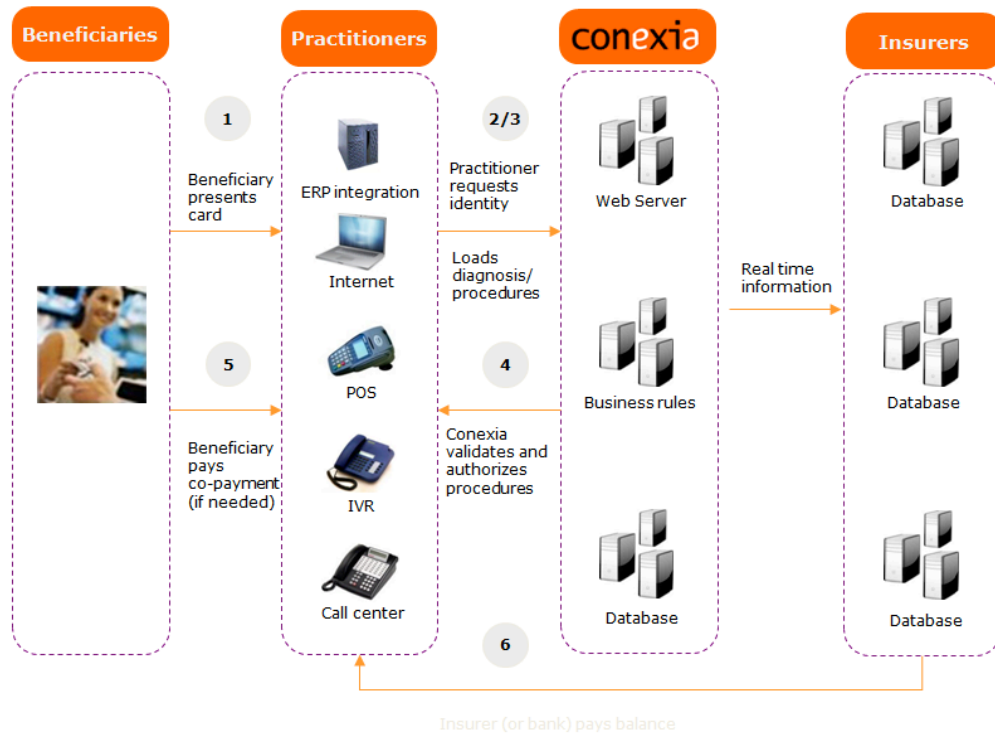 Beneficiaries
Practitioners
conexia
Insurers
1
Beneficiary
presents
card
5
Beneficiary
pays
co-payment
(if needed)
ERP integration
Internet
POS
IVR
Call center
2/3
Practitioner
requests
identity
Loads
diagnosis/
procedures
4
Conexia
validates and
authorizes
procedures
Web Server
Business rules
Database
Real time
information
Database
Database
Database
6
Insurer (or bank) pays balance